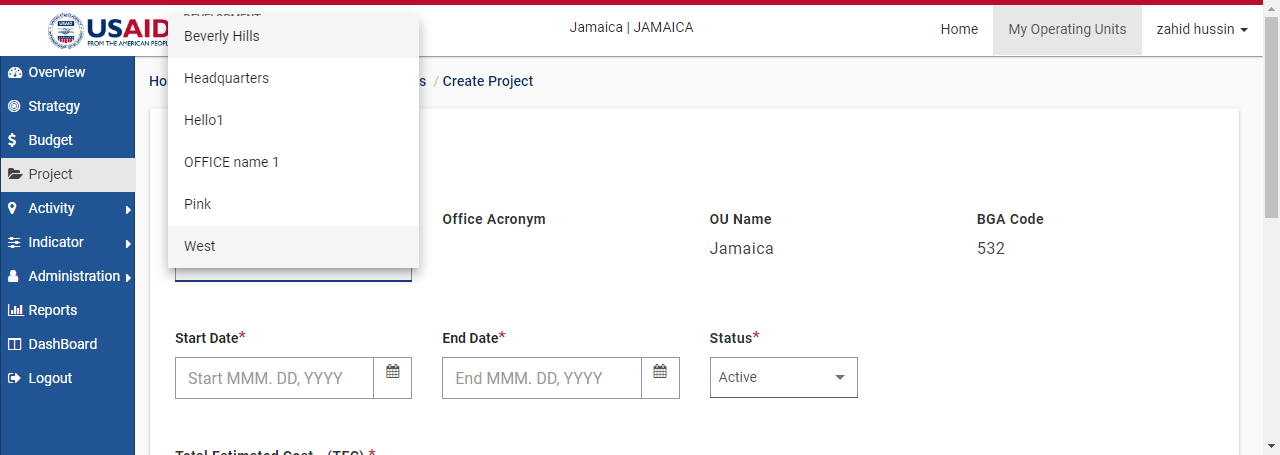 USAID
FROM THE AMERICAN PEOPLE
Jamaica | JAMAICA
Home
My Operating Units
zahid hussin
Beverly Hills
Headquarters
Hello1
OFFICE name 1
Pink
West
Overview
Strategy
Budget
Project
Activity
Indicator
Administration
Reports
DashBoard
Logout
/ Create Project
Office Acronym
OU Name
BGA Code
Jamaica
532
Start Date*
End Date*
Status*
Start MMM. DD, YYYY
End MMM. DD, YYYY
Active
Total Estimated Cost - (TEC) *